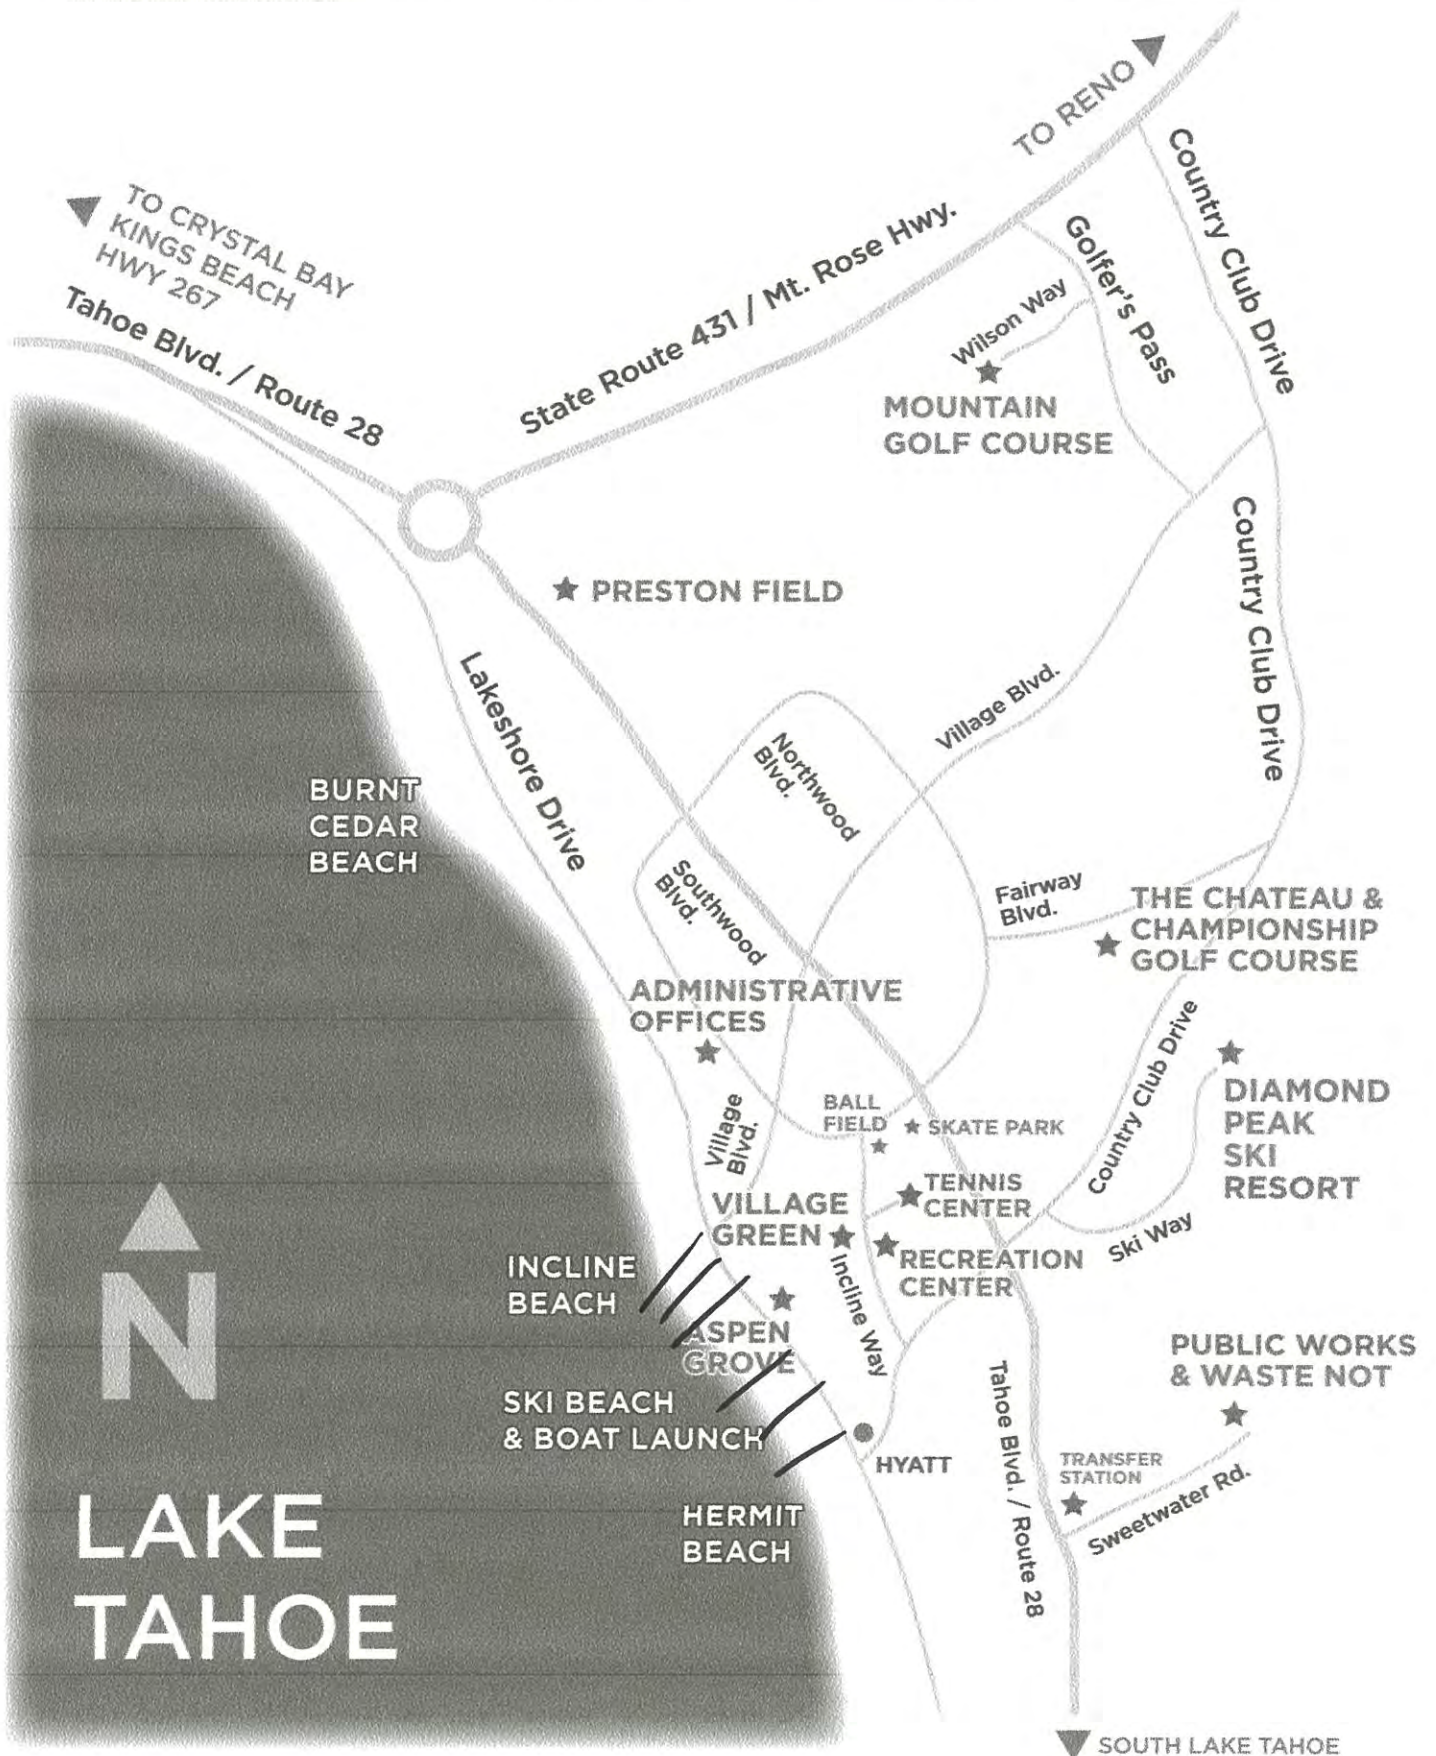 TO RENO
Country Club Drive
TO CRYSTAL BAY
KINGS BEACH
HWY 267
Tahoe Blvd. / Route 28
State Route 431 / Mt. Rose Hwy.
Golfer's Pass
Wilson Way
MOUNTAIN
GOLF COURSE
Country Club Drive
PRESTON FIELD
Lakeshore Drive
Village Blvd.
Northwood
Blvd.
BURNT
CEDAR
BEACH
Southwood
Blvd.
Fairway
Blvd.
THE CHATEAU &
CHAMPIONSHIP
GOLF COURSE
ADMINISTRATIVE
OFFICES
Country Club Drive
DIAMOND
PEAK
SKI
RESORT
Village
Blvd.
BALL
FIELD
SKATE PARK
TENNIS
CENTER
VILLAGE
GREEN
Ski Way
RECREATION
CENTER
INCLINE
BEACH
Incline Way
ASPEN
GROVE
PUBLIC WORKS
& WASTE NOT
N
SKI BEACH
& BOAT LAUNCH
Tahoe Blvd. / Route 28
HYATT
TRANSFER
STATION
Sweetwater Rd.
HERMIT
BEACH
LAKE
TAHOE
SOUTH LAKE TAHOE